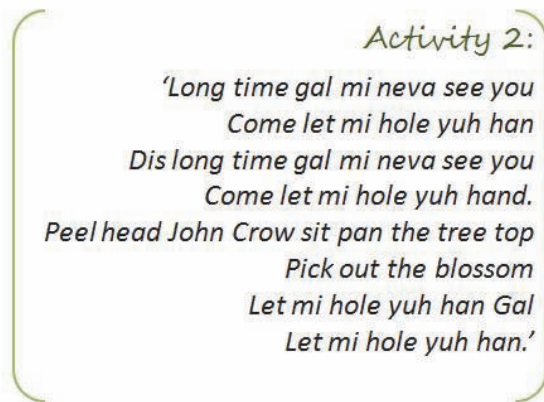 Activity 2:
‘Long time gal mi neva see you
Come let mi hole yuh han
Dis long time gal mi neva see you
Come let mi hole yuh hand.
Peel head John Crow sit pan the tree top
Pick out the blossom
Let mi hole yuh han Gal
Let mi hole yuh han.’